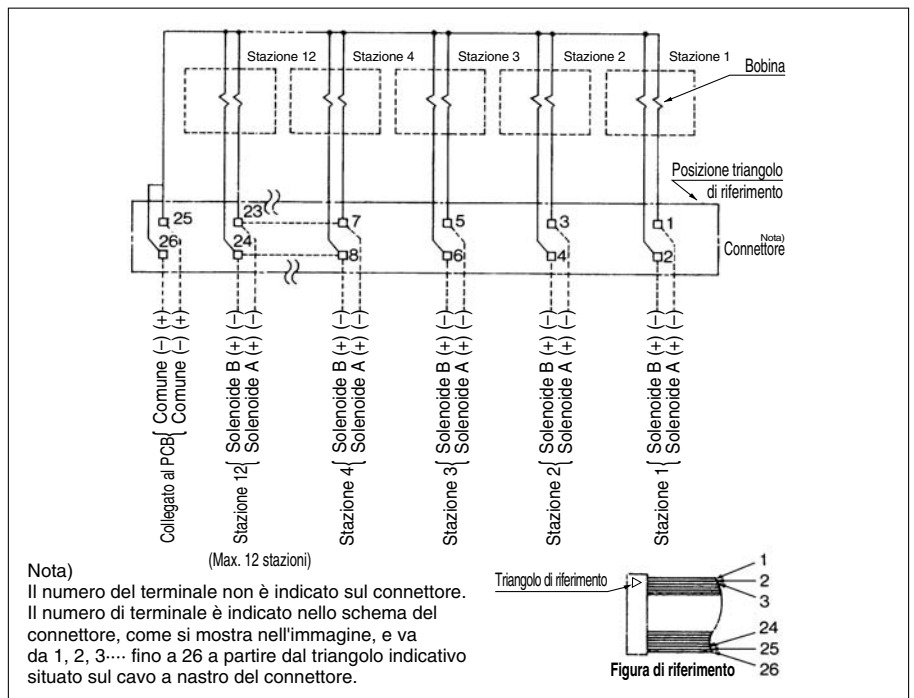 Stazione 12
Stazione 4
Stazione 3
Stazione 2
Stazione 1
Bobina
Posizione triangolo
di riferimento
25
23
7
5
3
1
Nota)
Connettore
26
24
8
6
4
2
Collegato al PCB{ Comune (–) (+)
Comune (–) (+)
Stazione 12{ Solenoide B (+) (–)
Solenoide A (+) (–)
Stazione 4{ Solenoide B (+) (–)
Solenoide A (+) (–)
Stazione 3{ Solenoide B (+) (–)
Solenoide A (+) (–)
Stazione 2{ Solenoide B (+) (–)
Solenoide A (+) (–)
Stazione 1{ Solenoide B (+) (–)
Solenoide A (+) (–)
(Max. 12 stazioni)
Nota)
Il numero del terminale non è indicato sul connettore.
Il numero di terminale è indicato nello schema del
connettore, come si mostra nell'immagine, e va
da 1, 2, 3···· fino a 26 a partire dal triangolo indicativo
situato sul cavo a nastro del connettore.
Triangolo di riferimento
1
2
3
24
25
26
Figura di riferimento